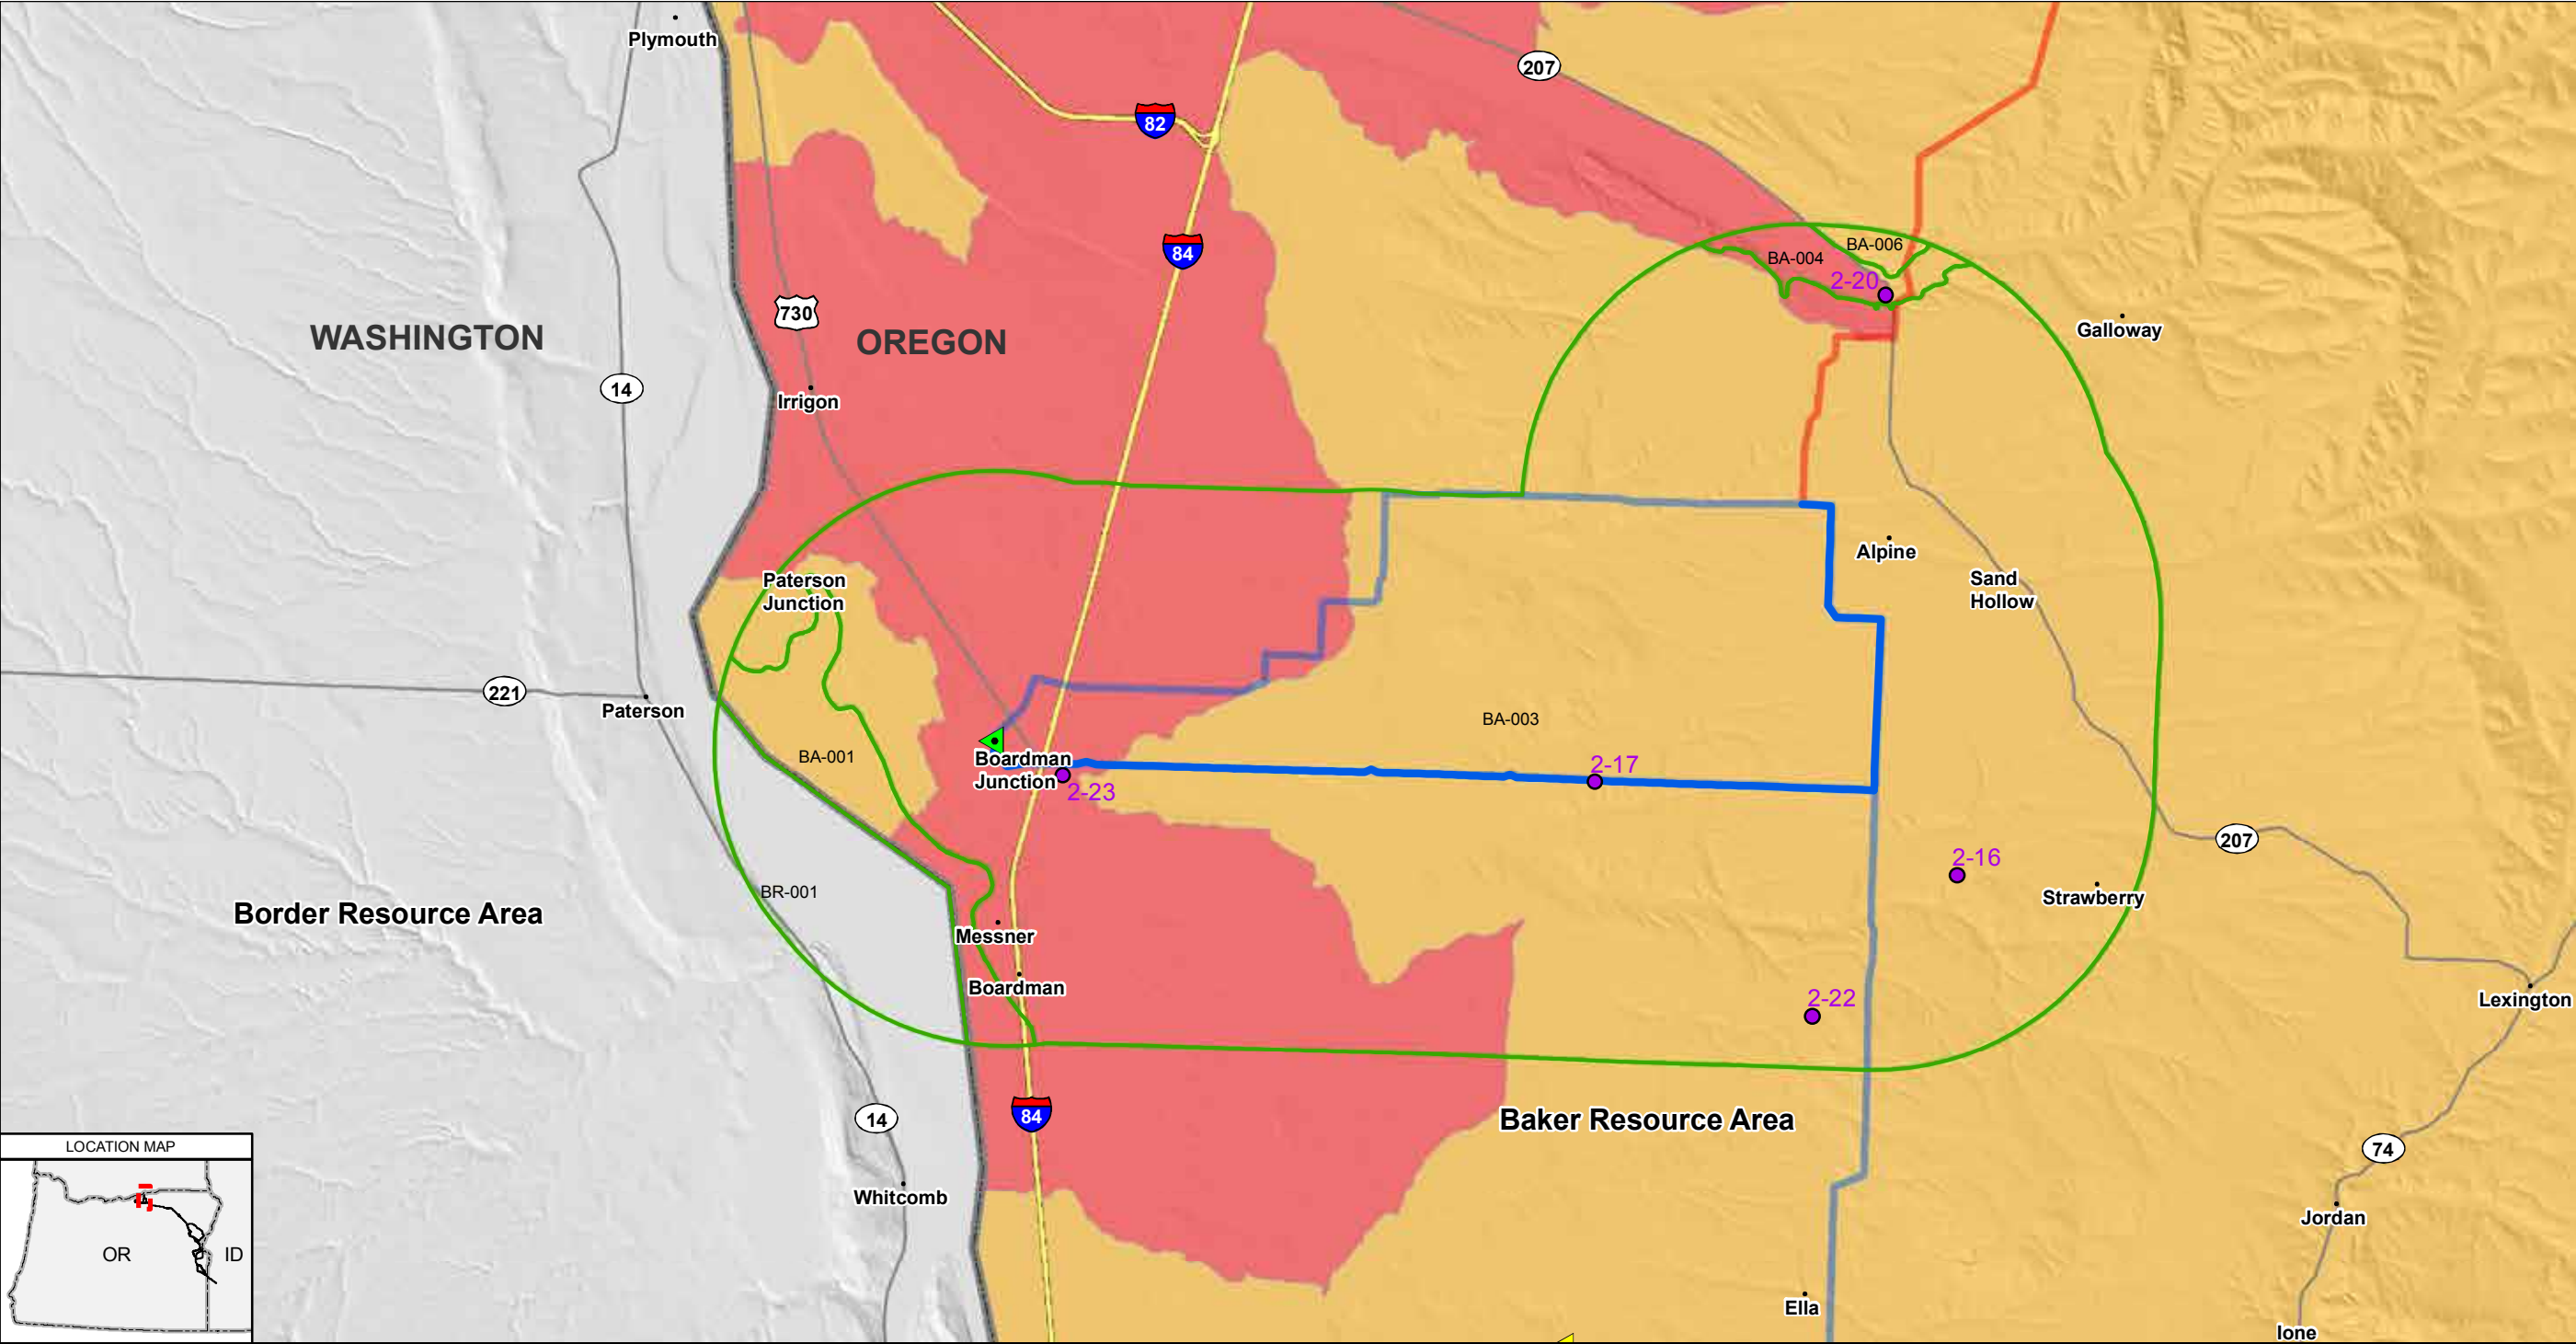 Plymouth
207
82
BA-006
84
BA-004
2-20
730
Galloway
WASHINGTON
OREGON
14
Irrigon
Alpine
Paterson
Junction
Sand
Hollow
221
Paterson
BA-003
BA-001
Boardman
Junction
2-17
2-23
207
2-16
BR-001
Strawberry
Border Resource Area
Messner
Boardman
2-22
Lexington
14
84
Baker Resource Area
LOCATION MAP
74
Whitcomb
Jordan
OR
ID
Ella
Ione